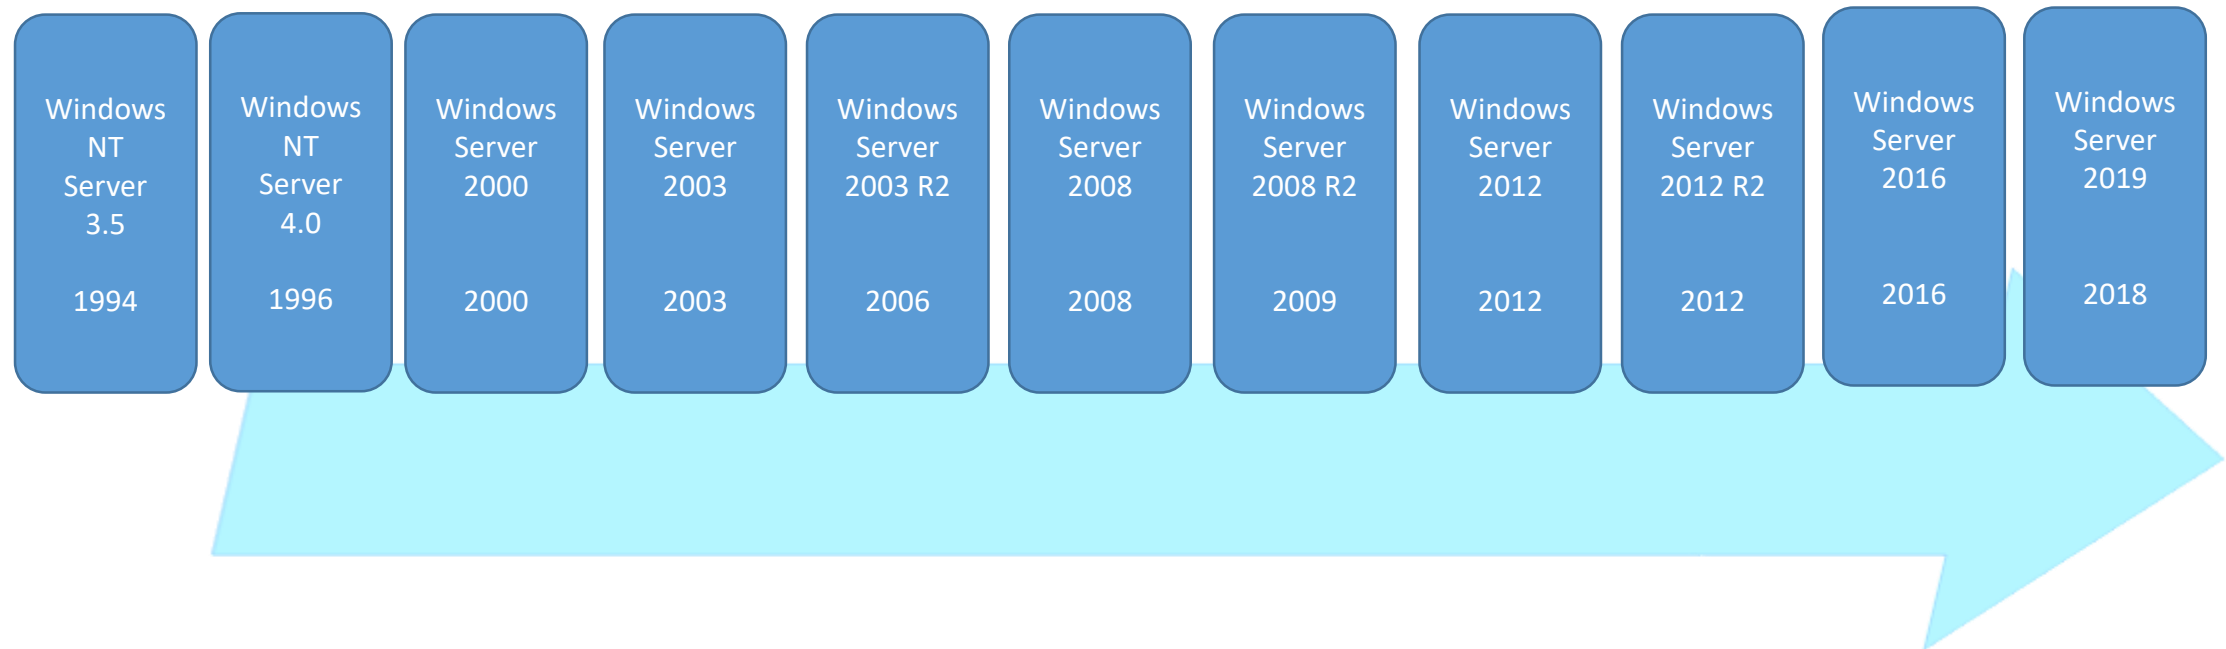 Windows
NT
Server
3.5
1994
Windows
NT
Server
4.0
1996
Windows
Server
2000
2000
Windows
Server
2003
2003
Windows
Server
2003 R2
2006
Windows
Server
2008
2008
Windows
Server
2008 R2
2009
Windows
Server
2012
2012
Windows
Server
2012 R2
2012
Windows
Server
2016
2016
Windows
Server
2019
2018